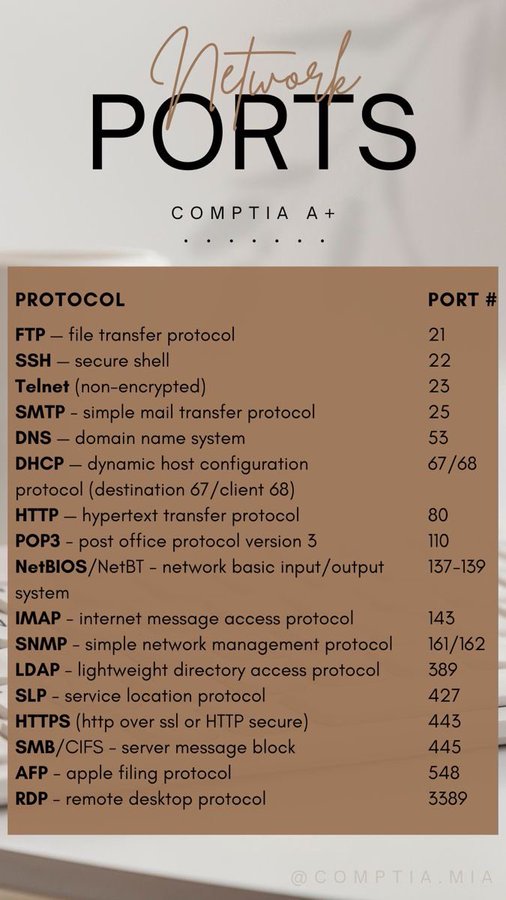 Network
PORTS
COMPTIA A+
PROTOCOL PORT #
FTP — file transfer protocol 21
SSH — secure shell 22
Telnet (non-encrypted) 23
SMTP - simple mail transfer protocol 25
DNS — domain name system 53
DHCP — dynamic host configuration 67/68
protocol (destination 67/client 68)
HTTP — hypertext transfer protocol 80
POP3 - post office protocol version 3 110
NetBIOS/NetBT - network basic input/output 137-139
system
IMAP - internet message access protocol 143
SNMP - simple network management protocol 161/162
LDAP - lightweight directory access protocol 389
SLP - service location protocol 427
HTTPS (http over ssl or HTTP secure) 443
SMB/CIFS - server message block 445
AFP - apple filing protocol 548
RDP - remote desktop protocol 3389
@COMPTIA.MIA